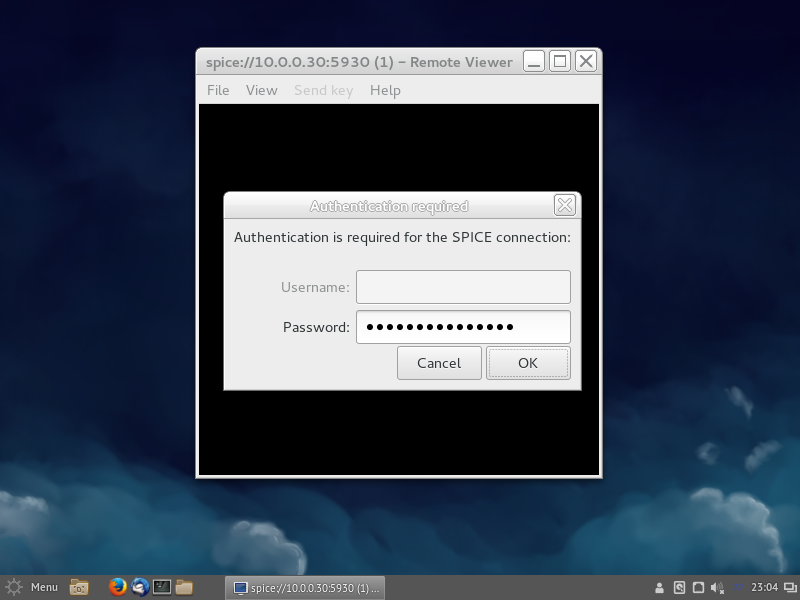 spice://10.0.0.30:5930 (1) – Remote Viewer
File View Send key Help
Authentication required
Authentication is required for the SPICE connection:
Username:
Password: ●●●●●●●●●●●●●●●
Cancel OK
Menu spice://10.0.0.30:5930 (1) ... 23:04